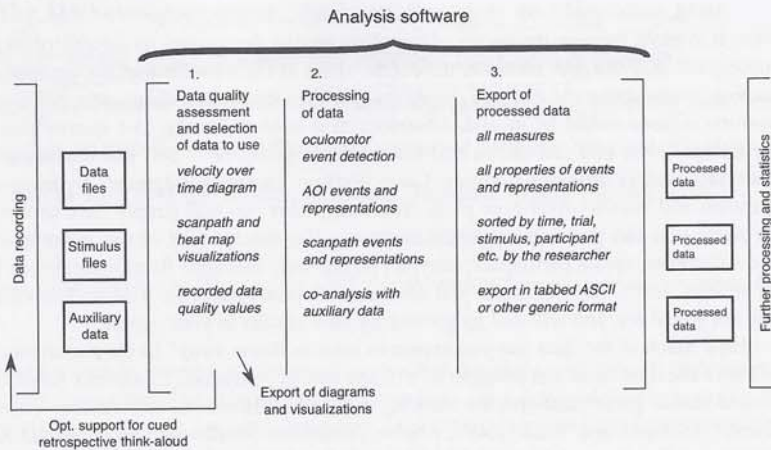 Analysis software
Data recording
Data
files
Stimulus
files
Auxiliary
data
1.
Data quality
assessment
and selection
of data to use
velocity over
time diagram
scanpath and
heat map
visualizations
recorded data
quality values
2.
Processing
of data
oculomotor
event detection
AOI events and
representations
scanpath events
and representations
co-analysis with
auxiliary data
3.
Export of
processed data
all measures
all properties of events
and representations
sorted by time, trial,
stimulus, participant
etc. by the researcher
export in tabbed ASCII
or other generic format
Processed
data
Processed
data
Processed
data
Further processing and statistics
Export of diagrams
and visualizations
Opt. support for cued
retrospective think-aloud